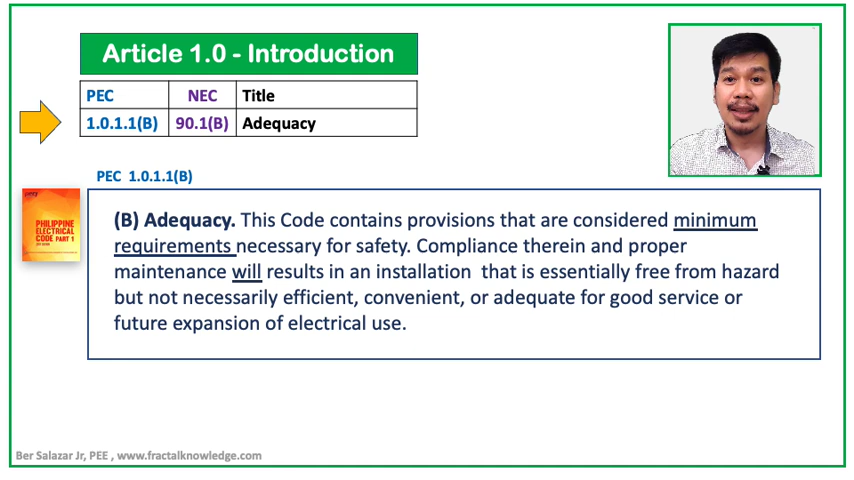 Article 1.0 - Introduction
PEC NEC Title
1.0.1.1(B) 90.1(B) Adequacy
PEC 1.0.1.1(B)
PHILIPPINE
ELECTRICAL
CODE PART 1
(B) Adequacy. This Code contains provisions that are considered minimum
requirements necessary for safety. Compliance therein and proper
maintenance will results in an installation that is essentially free from hazard
but not necessarily efficient, convenient, or adequate for good service or
future expansion of electrical use.
Ber Salazar Jr, PEE , www.fractalknowledge.com